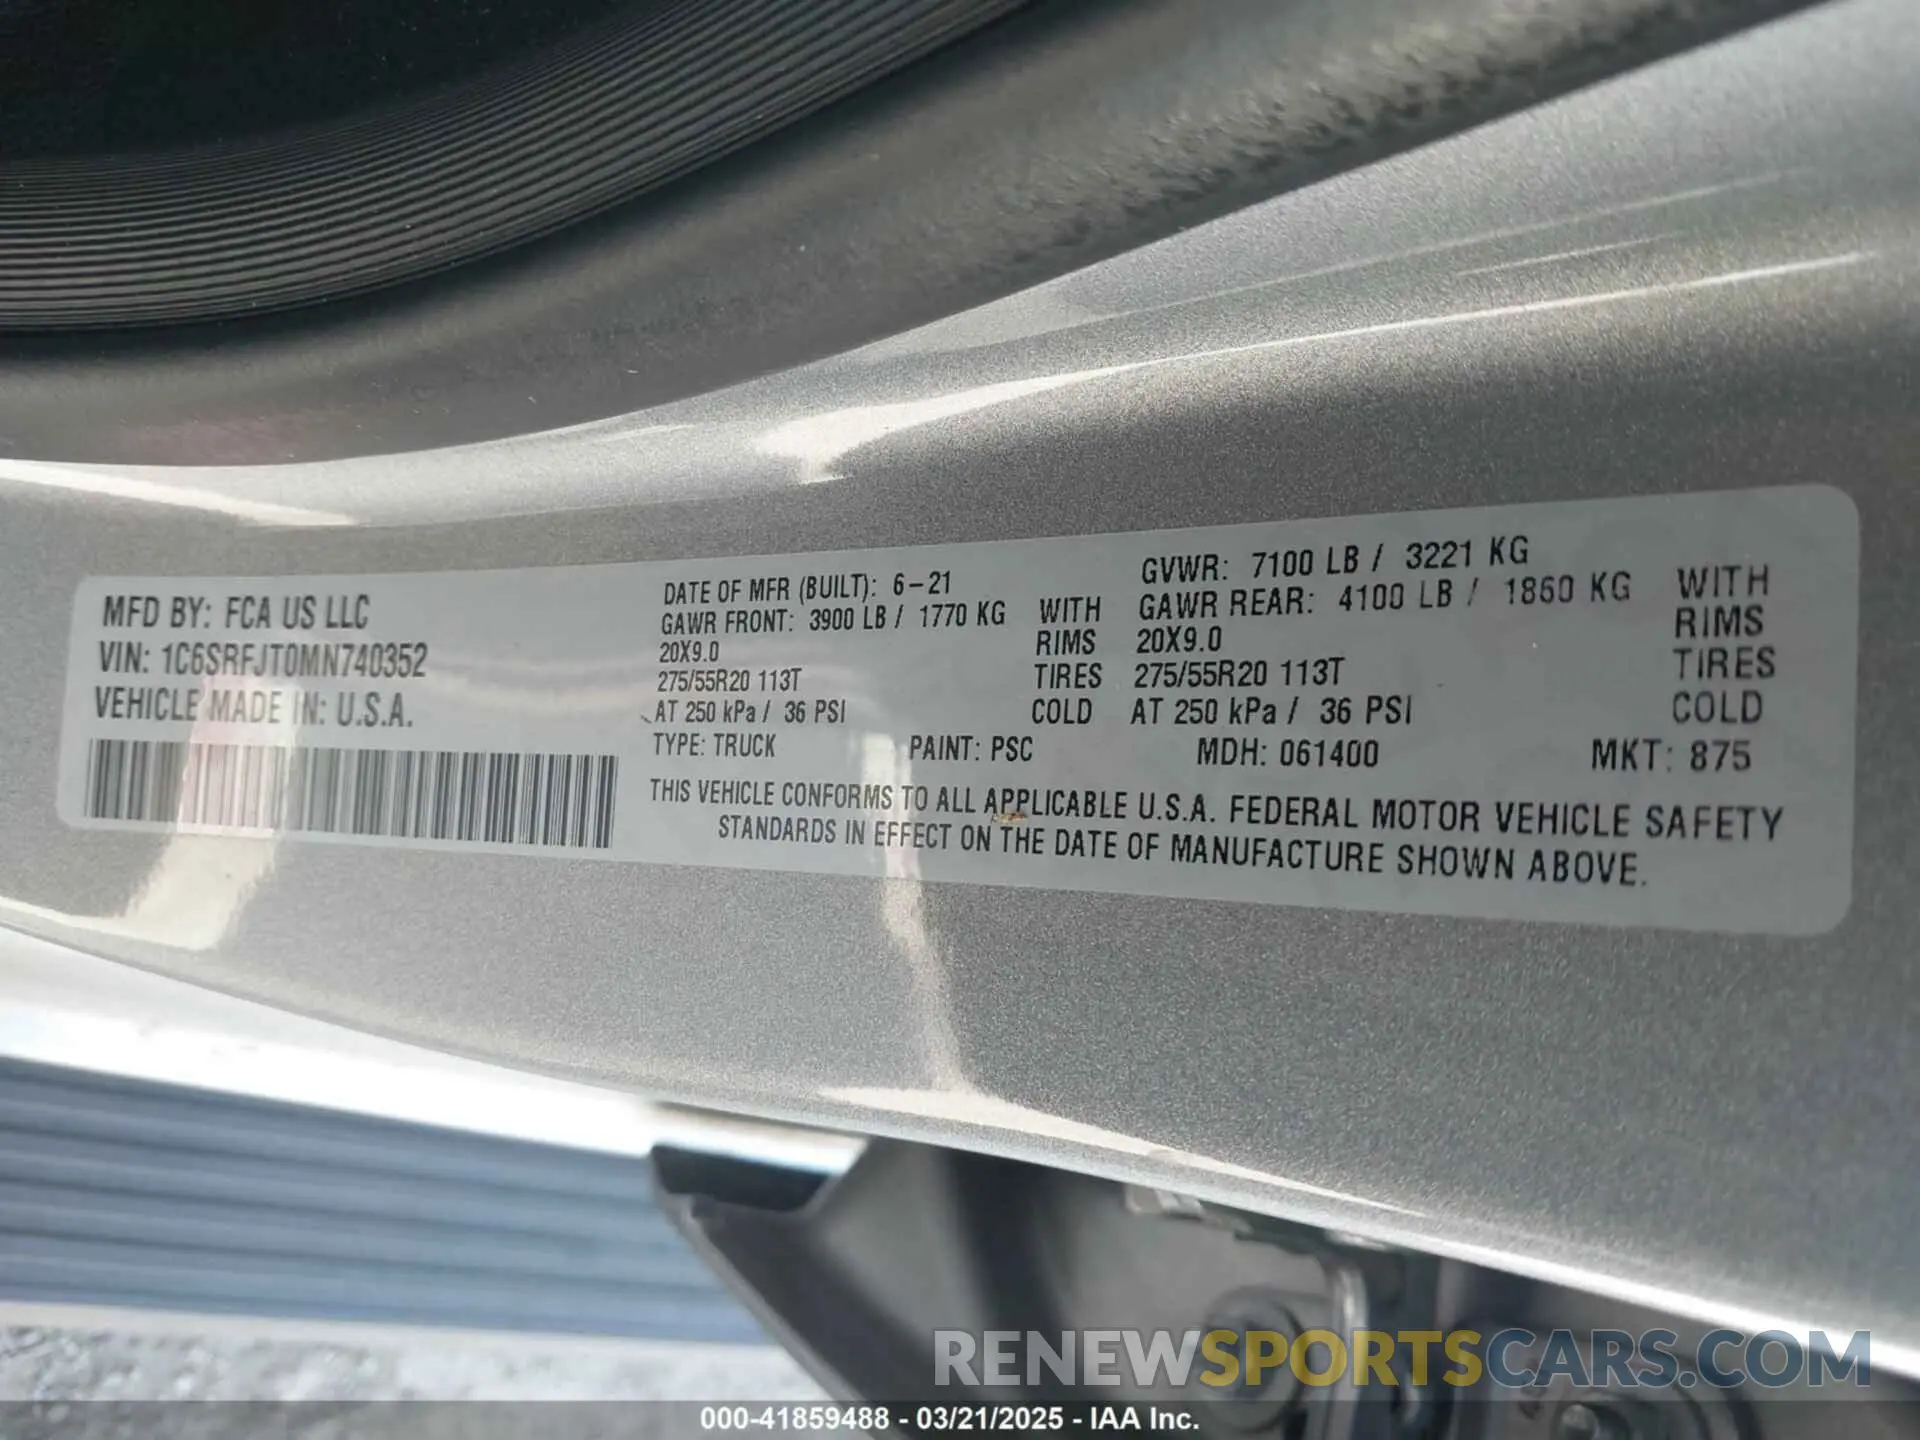 MFD BY: FCA US LLC
VIN: 1C6SRFJT0MN740352
VEHICLE MADE IN: U.S.A.
DATE OF MFR (BUILT): 6-21
GAWR FRONT: 3900 LB / 1770 KG WITH
20X9.0 RIMS
275/55R20 113T TIRES
AT 250 kPa / 36 PSI COLD
GVWR: 7100 LB / 3221 KG
GAWR REAR: 4100 LB / 1860 KG WITH
20X9.0 RIMS
275/55R20 113T TIRES
AT 250 kPa / 36 PSI COLD
TYPE: TRUCK PAINT: PSC MDH: 061400 MKT: 875
THIS VEHICLE CONFORMS TO ALL APPLICABLE U.S.A. FEDERAL MOTOR VEHICLE SAFETY
STANDARDS IN EFFECT ON THE DATE OF MANUFACTURE SHOWN ABOVE.
RENEWSPORTSCARS.COM
000-41859488 - 03/21/2025 - IAA Inc.